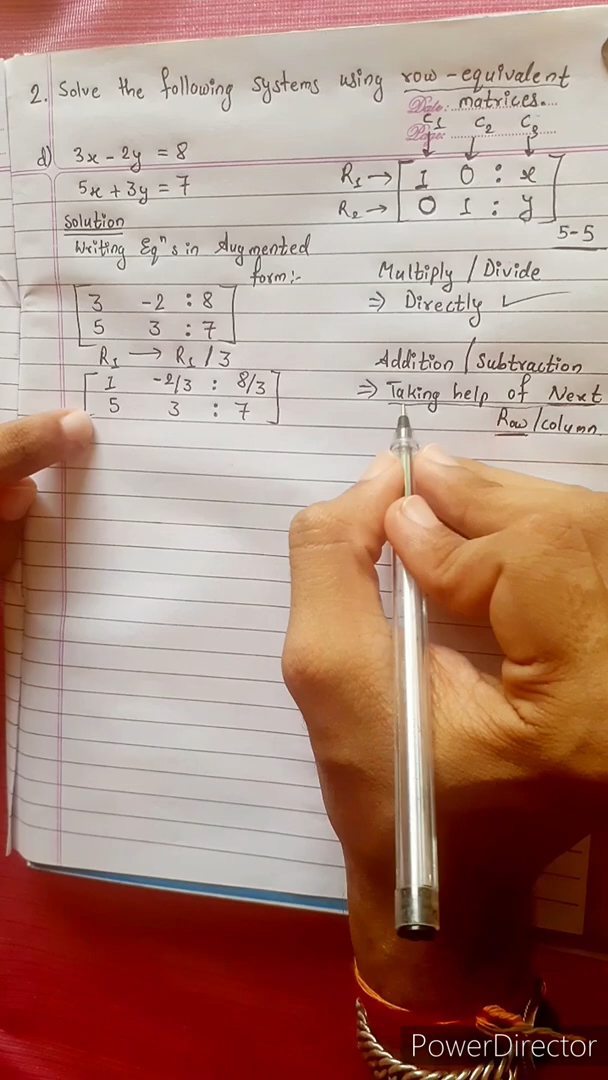 2. Solve the following systems using row-equivalent
matrices.
Date:
Page:
C1 C2 C3
d) 3x - 2y = 8
5x + 3y = 7
R1 → [ 1 0 : x ]
R2 → [ 0 1 : y ]
5-5
Solution
Writing Eqⁿs in Augmented
form:-
[ 3 -2 : 8 ]
[ 5 3 : 7 ]
R1 → R1 / 3
[ 1 -2/3 : 8/3 ]
[ 5 3 : 7 ]
Multiply / Divide
⇒ Directly ✓
Addition / Subtraction
⇒ Taking help of Next
Row / column
PowerDirector